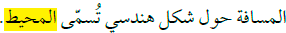 المسافة حول شكل هندسي تُسمّى المحيط.